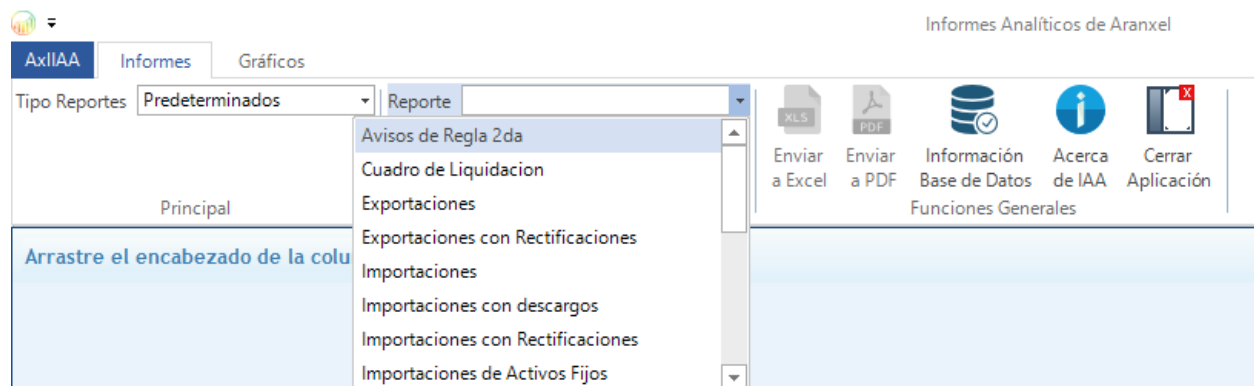 Informes Analíticos de Aranxel
AxIIAA Informes Gráficos
Tipo Reportes Predeterminados Reporte
Avisos de Regla 2da
Cuadro de Liquidacion
Exportaciones
Exportaciones con Rectificaciones
Importaciones
Importaciones con descargos
Importaciones con Rectificaciones
Importaciones de Activos Fijos
XLS PDF X
Enviar a Excel
Enviar a PDF
Información Base de Datos
Acerca de IAA
Cerrar Aplicación
Principal
Funciones Generales
Arrastre el encabezado de la colu